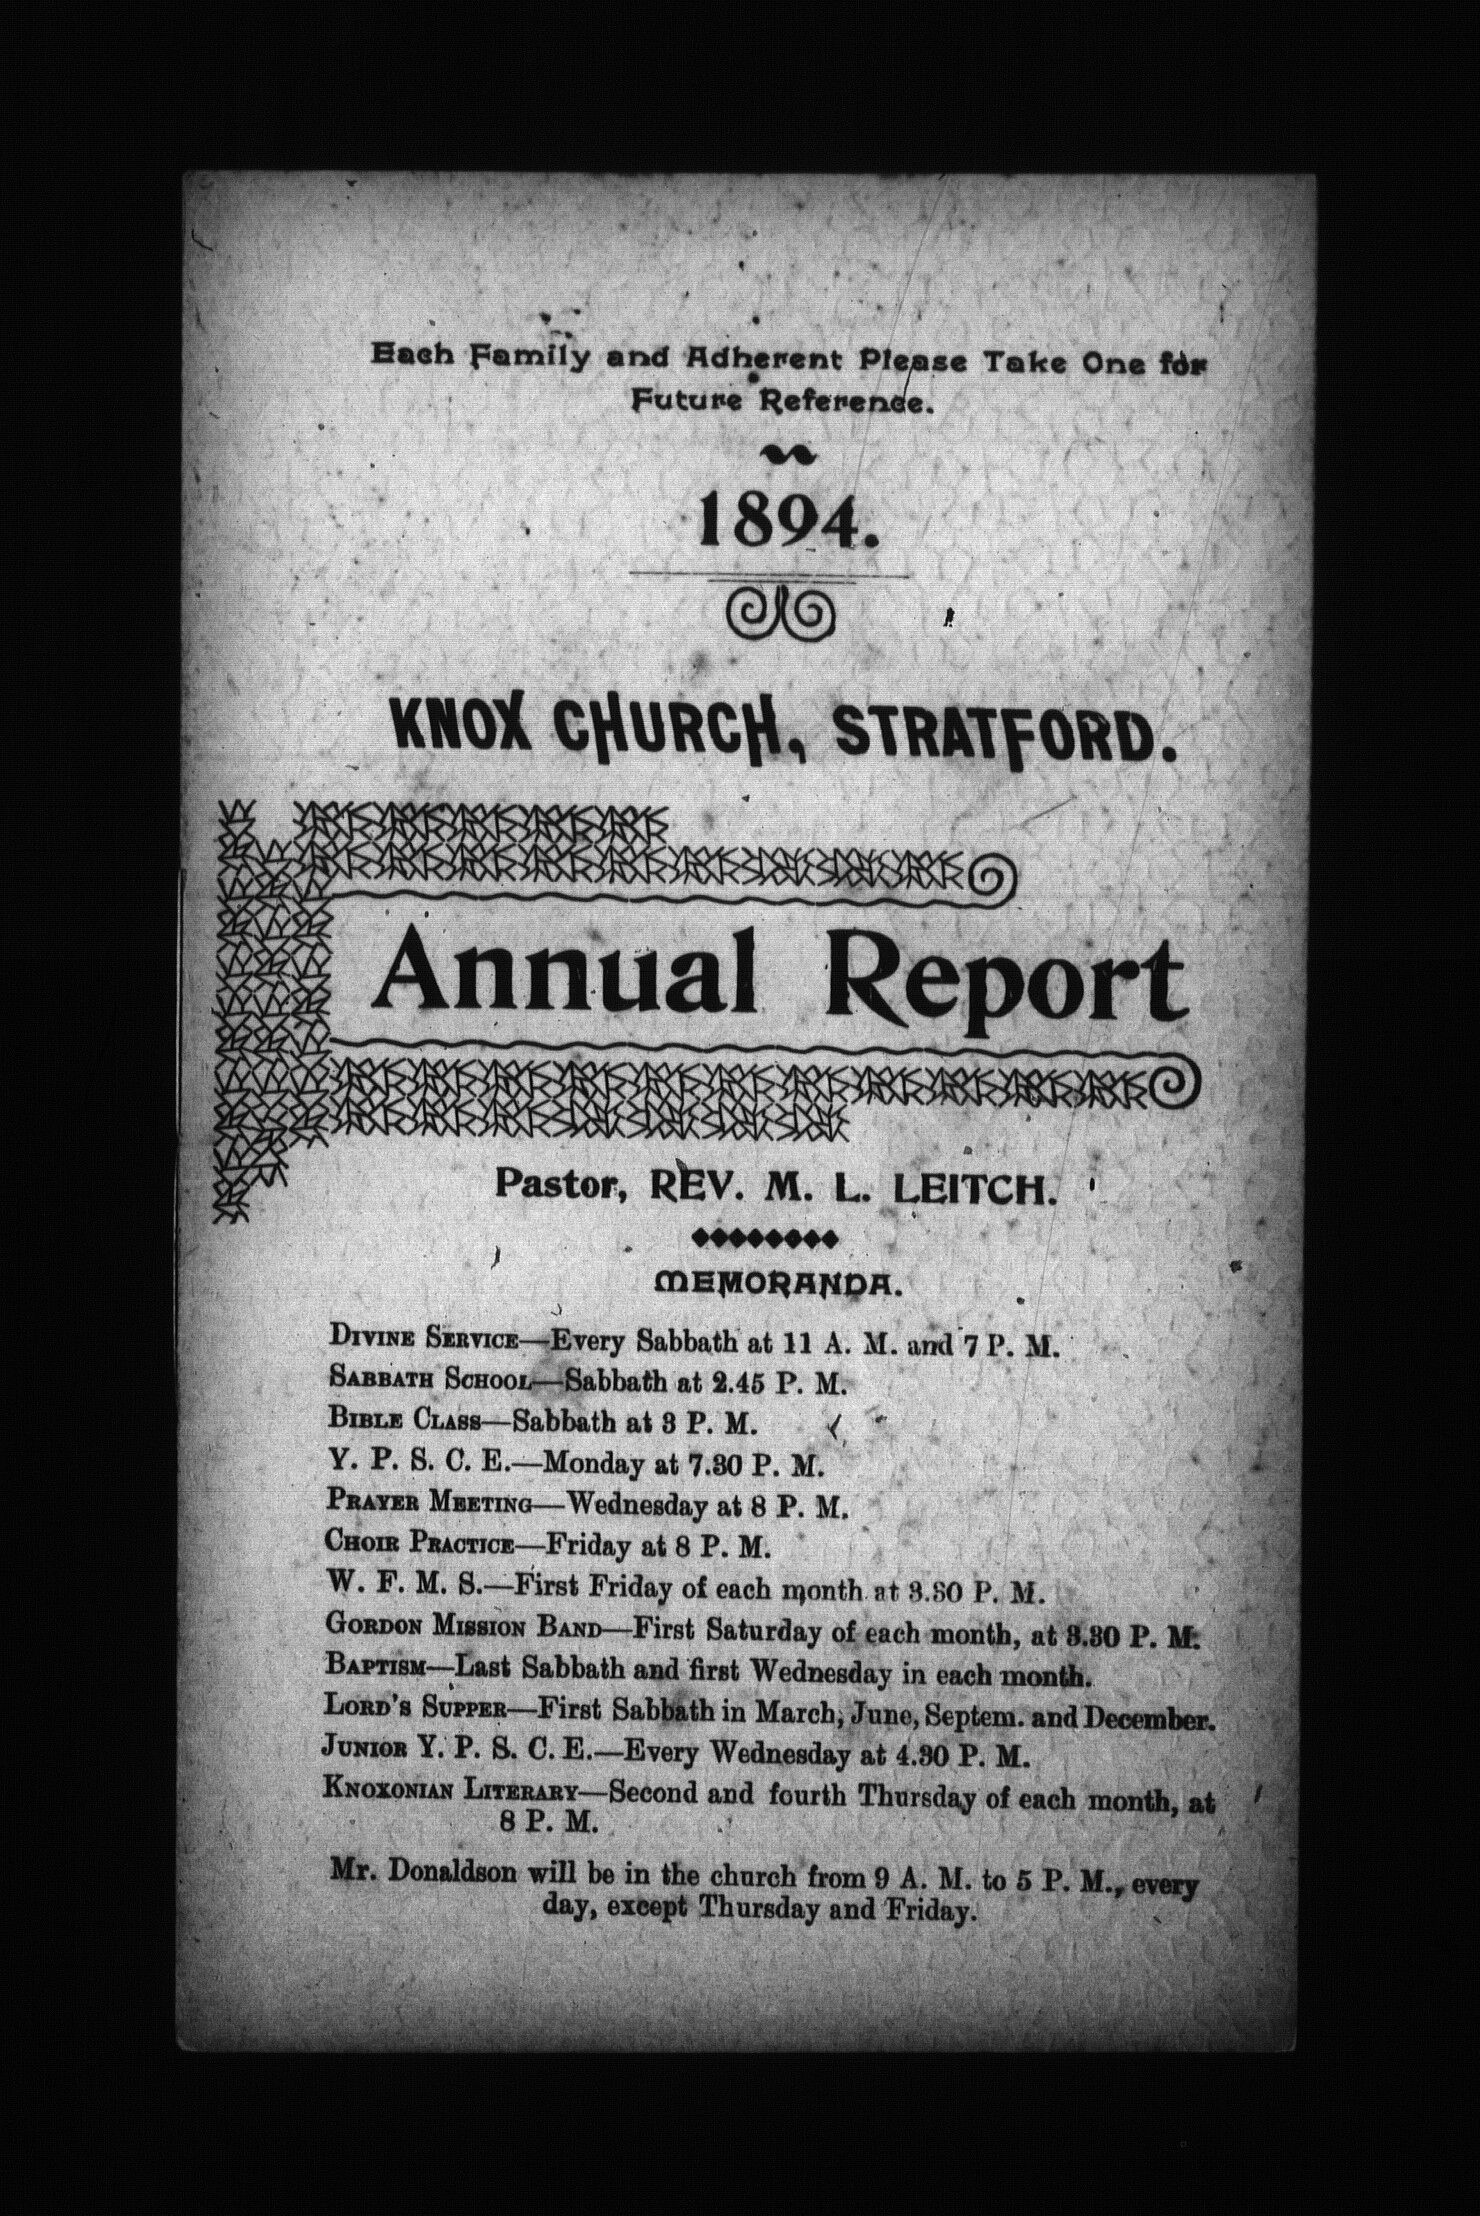 Each Family and Adherent Please Take One for
Future Reference.
1894.
KNOX CHURCH, STRATFORD.
Annual Report
Pastor, REV. M. L. LEITCH.
MEMORANDA.
DIVINE SERVICE—Every Sabbath at 11 A. M. and 7 P. M.
SABBATH SCHOOL—Sabbath at 2.45 P. M.
BIBLE CLASS—Sabbath at 3 P. M.
Y. P. S. C. E.—Monday at 7.30 P. M.
PRAYER MEETING—Wednesday at 8 P. M.
CHOIR PRACTICE—Friday at 8 P. M.
W. F. M. S.—First Friday of each month at 3.30 P. M.
GORDON MISSION BAND—First Saturday of each month, at 3.30 P. M.
BAPTISM—Last Sabbath and first Wednesday in each month.
LORD'S SUPPER—First Sabbath in March, June, Septem. and December.
JUNIOR Y. P. S. C. E.—Every Wednesday at 4.30 P. M.
KNOXONIAN LITERARY—Second and fourth Thursday of each month, at
8 P. M.
Mr. Donaldson will be in the church from 9 A. M. to 5 P. M., every
day, except Thursday and Friday.